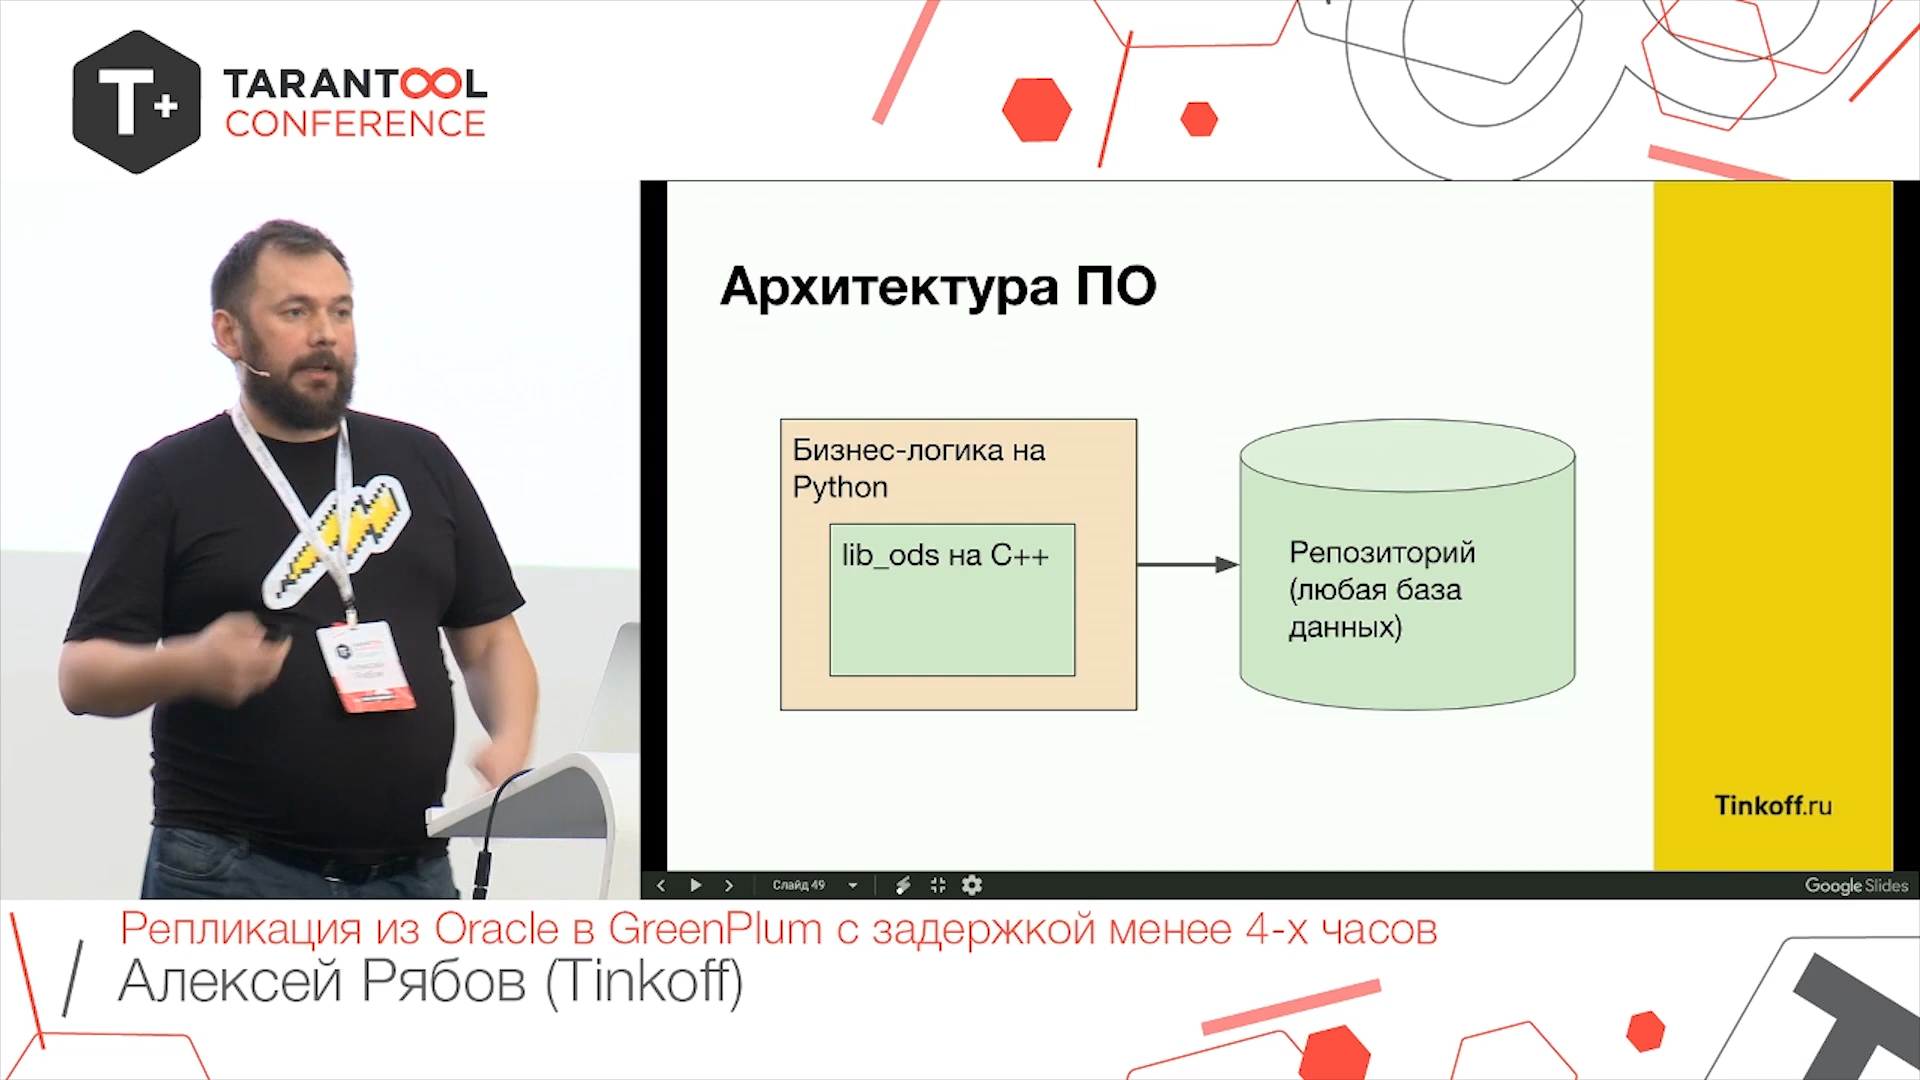 T+
TARANTOOL
CONFERENCE
Архитектура ПО
Бизнес-логика на
Python
lib_ods на C++
Репозиторий
(любая база
данных)
Tinkoff.ru
Слайд 49
Google Slides
Репликация из Oracle в GreenPlum с задержкой менее 4-х часов
Алексей Рябов (Tinkoff)